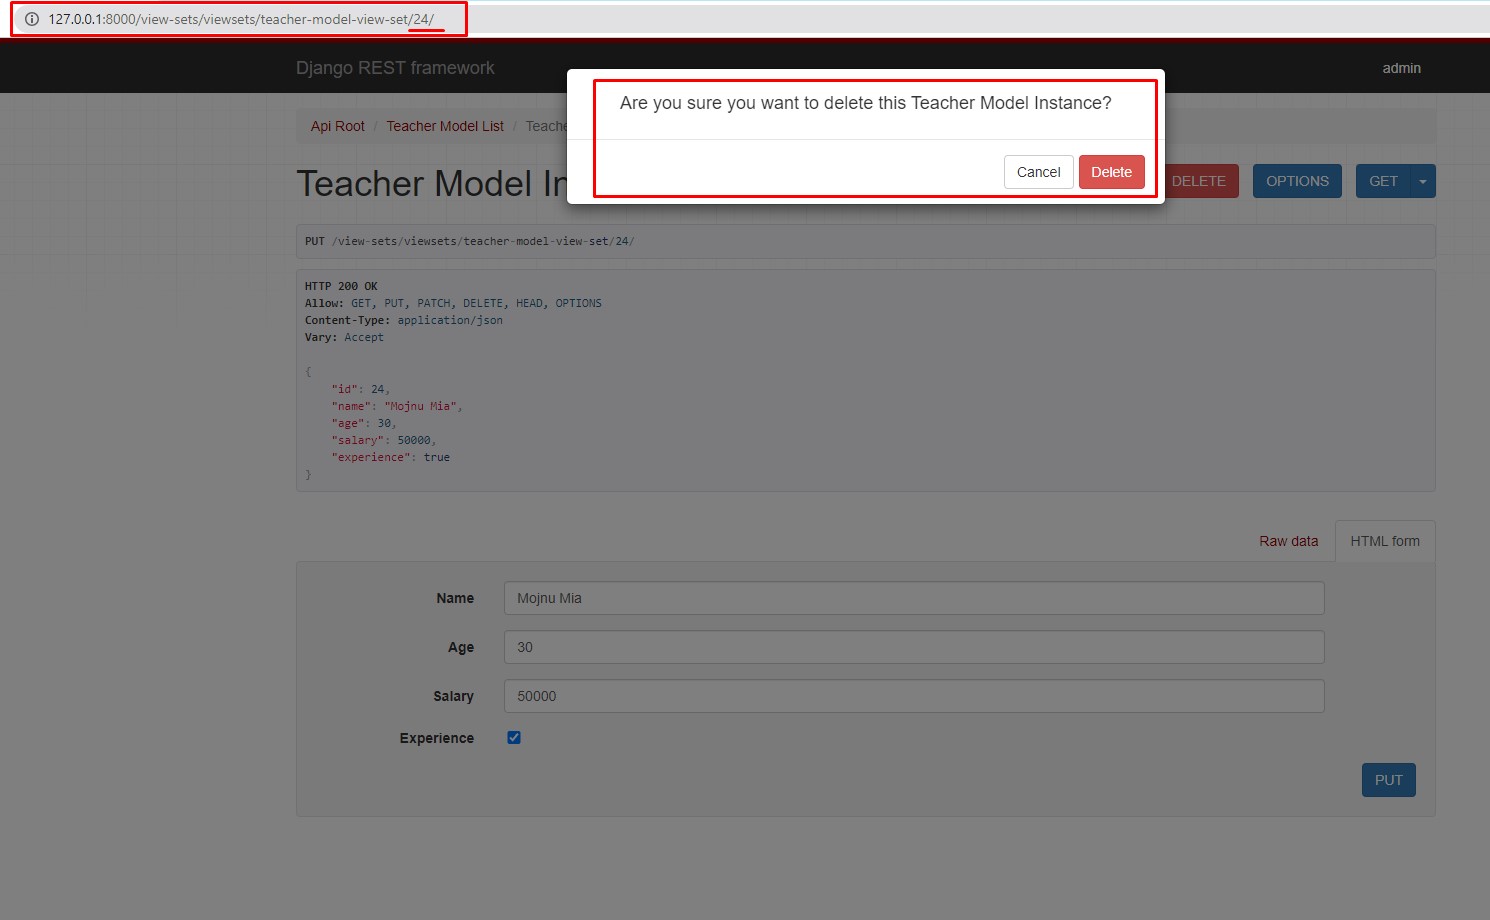 127.0.0.1:8000/view-sets/viewsets/teacher-model-view-set/24/
Django REST framework
admin
Are you sure you want to delete this Teacher Model Instance?
Cancel
Delete
Api Root / Teacher Model List /
Teacher Model
DELETE
OPTIONS
GET
PUT /view-sets/viewsets/teacher-model-view-set/24/
HTTP 200 OK
Allow: GET, PUT, PATCH, DELETE, HEAD, OPTIONS
Content-Type: application/json
Vary: Accept
{
"id": 24,
"name": "Mojnu Mia",
"age": 30,
"salary": 50000,
"experience": true
}
Raw data
HTML form
Name
Mojnu Mia
Age
30
Salary
50000
Experience
PUT